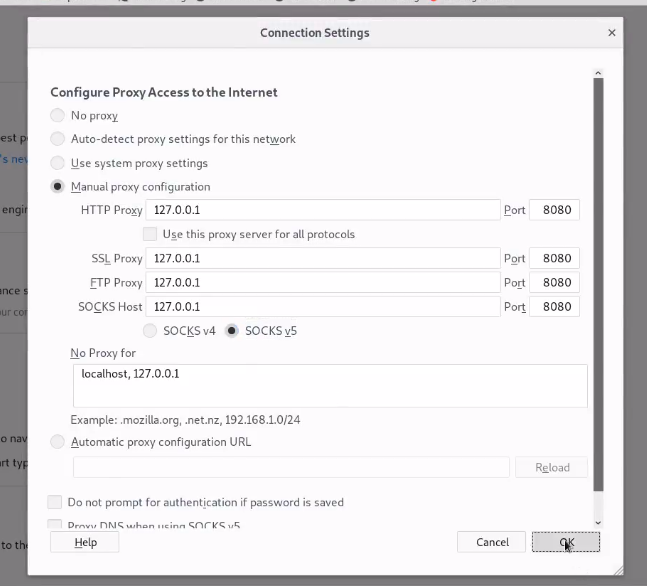 Connection Settings
Configure Proxy Access to the Internet
No proxy
Auto-detect proxy settings for this network
Use system proxy settings
Manual proxy configuration
HTTP Proxy 127.0.0.1 Port 8080
Use this proxy server for all protocols
SSL Proxy 127.0.0.1 Port 8080
FTP Proxy 127.0.0.1 Port 8080
SOCKS Host 127.0.0.1 Port 8080
SOCKS v4 SOCKS v5
No Proxy for
localhost, 127.0.0.1
Example: .mozilla.org, .net.nz, 192.168.1.0/24
Automatic proxy configuration URL
Reload
Do not prompt for authentication if password is saved
Proxy DNS when using SOCKS v5
Help Cancel OK